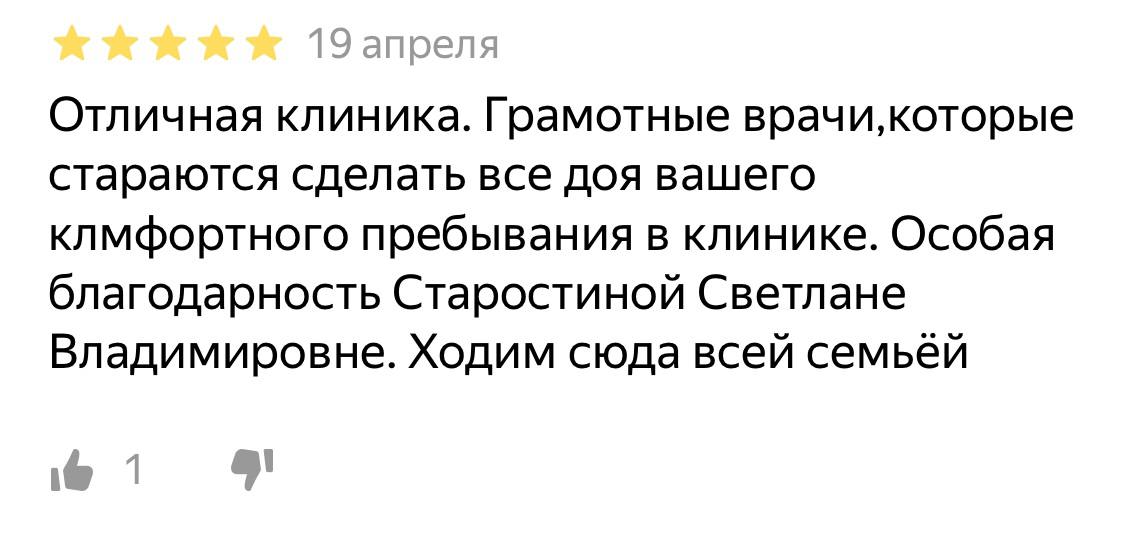 19 апреля
Отличная клиника. Грамотные врачи,которые
стараются сделать все доя вашего
клмфортного пребывания в клинике. Особая
благодарность Старостиной Светлане
Владимировне. Ходим сюда всей семьёй
1